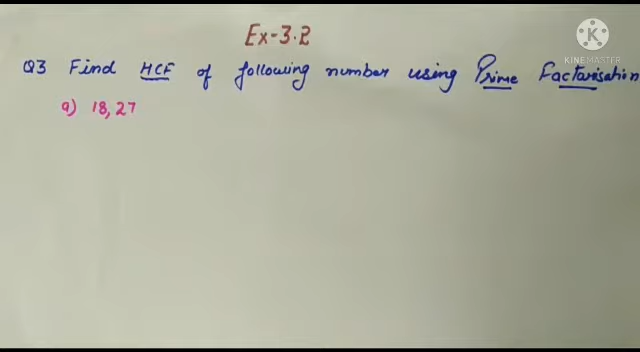 Ex-3.2
K
KINEMASTER
Q3 Find HCF of following number using Prime Factorisation
a) 18, 27